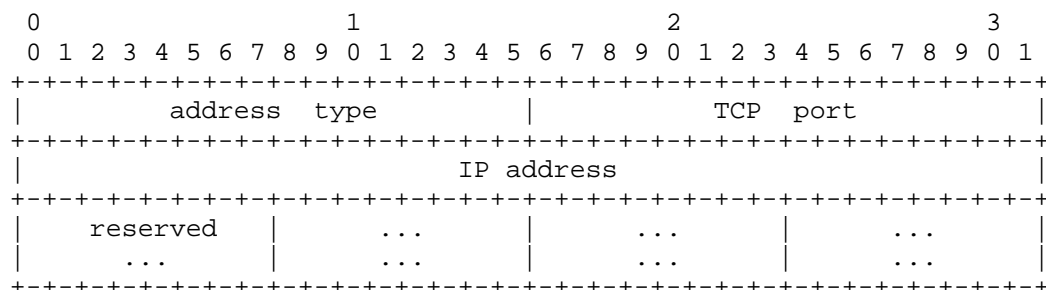 0                   1                   2                   3
0 1 2 3 4 5 6 7 8 9 0 1 2 3 4 5 6 7 8 9 0 1 2 3 4 5 6 7 8 9 0 1
+-+-+-+-+-+-+-+-+-+-+-+-+-+-+-+-+-+-+-+-+-+-+-+-+-+-+-+-+-+-+-+-+
|         address  type         |           TCP  port           |
+-+-+-+-+-+-+-+-+-+-+-+-+-+-+-+-+-+-+-+-+-+-+-+-+-+-+-+-+-+-+-+-+
|                           IP address                          |
+-+-+-+-+-+-+-+-+-+-+-+-+-+-+-+-+-+-+-+-+-+-+-+-+-+-+-+-+-+-+-+-+
|    reserved   |      ...      |      ...      |      ...      |
|      ...      |      ...      |      ...      |      ...      |
+-+-+-+-+-+-+-+-+-+-+-+-+-+-+-+-+-+-+-+-+-+-+-+-+-+-+-+-+-+-+-+-+